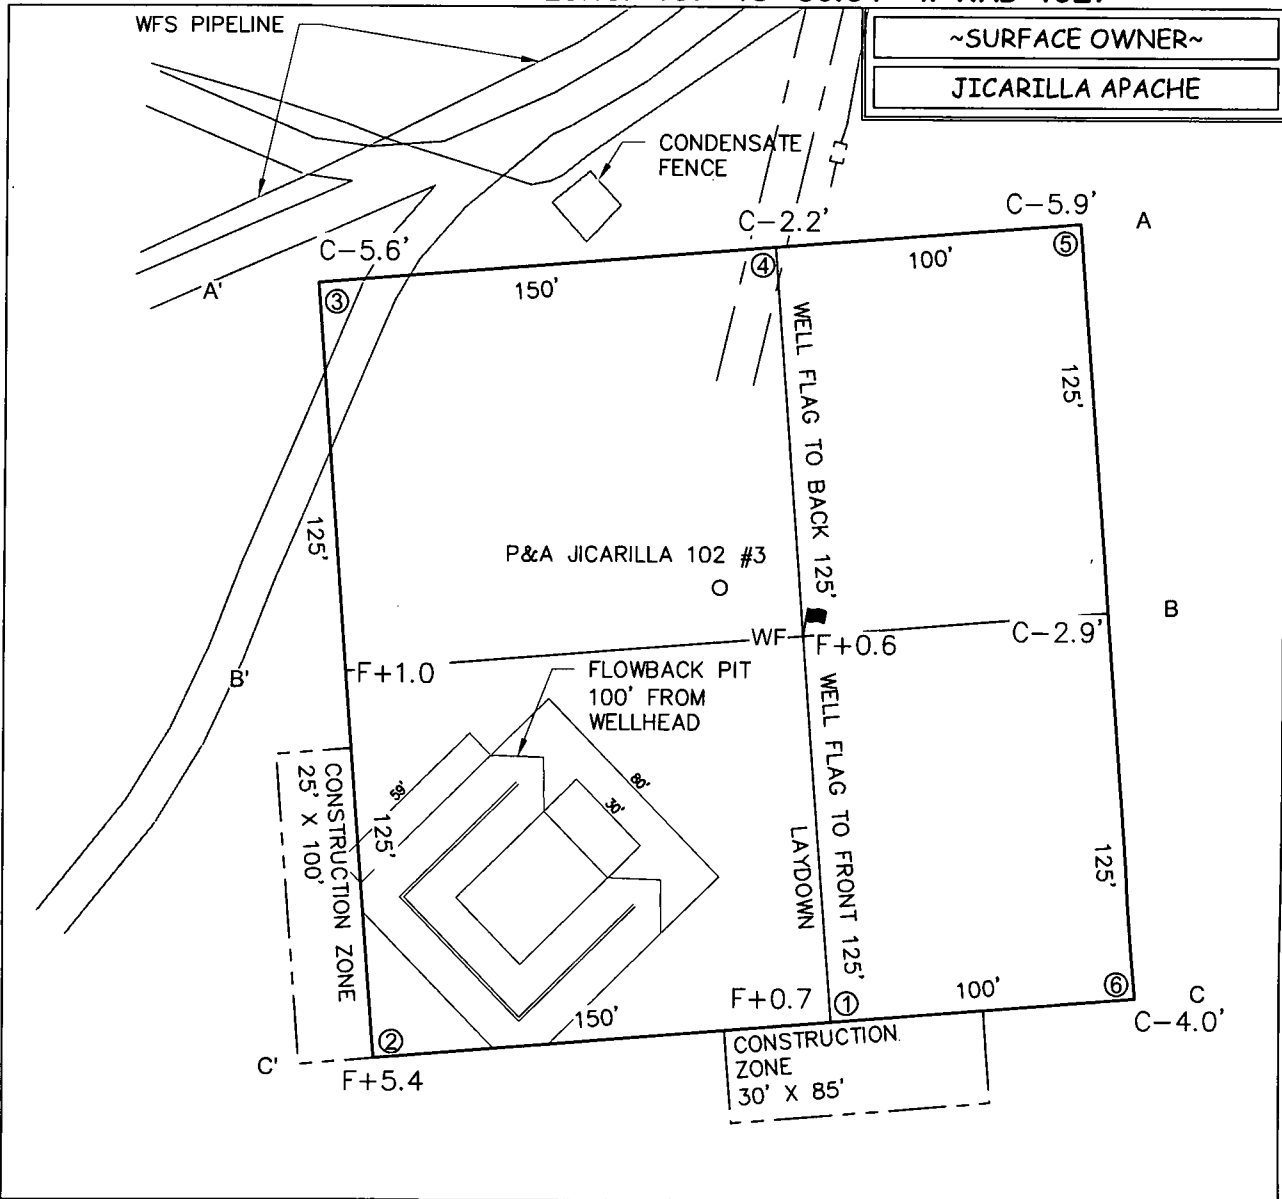 WFS PIPELINE
~SURFACE OWNER~
JICARILLA APACHE
CONDENSATE
FENCE
C-5.9'
A
C-2.2'
C-5.6'
④
⑤
100'
150'
A'
③
WELL FLAG TO BACK 125'
125'
125'
P&A JICARILLA 102 #3
B
WF
F+0.6
C-2.9'
F+1.0
B'
FLOWBACK PIT
100' FROM
WELLHEAD
WELL FLAG TO FRONT 125'
CONSTRUCTION ZONE
25' X 100'
59'
80'
30'
125'
LAYDOWN
125'
F+0.7
①
100'
⑥
C
C-4.0'
150'
②
C'
F+5.4
CONSTRUCTION
ZONE
30' X 85'